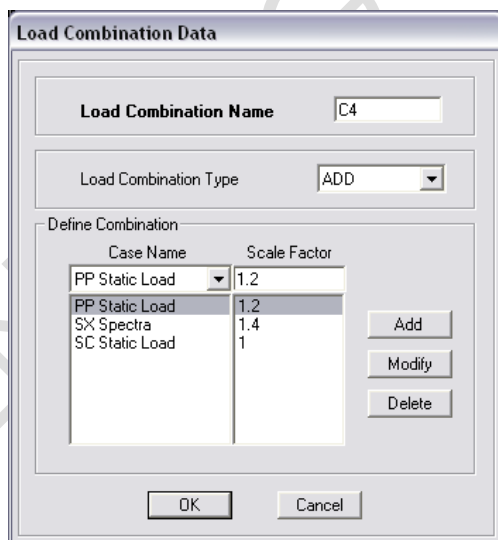 Load Combination Data
Load Combination Name C4
Load Combination Type ADD
Define Combination
Case Name Scale Factor
PP Static Load 1.2
PP Static Load 1.2
SX Spectra 1.4
SC Static Load 1
Add
Modify
Delete
OK Cancel